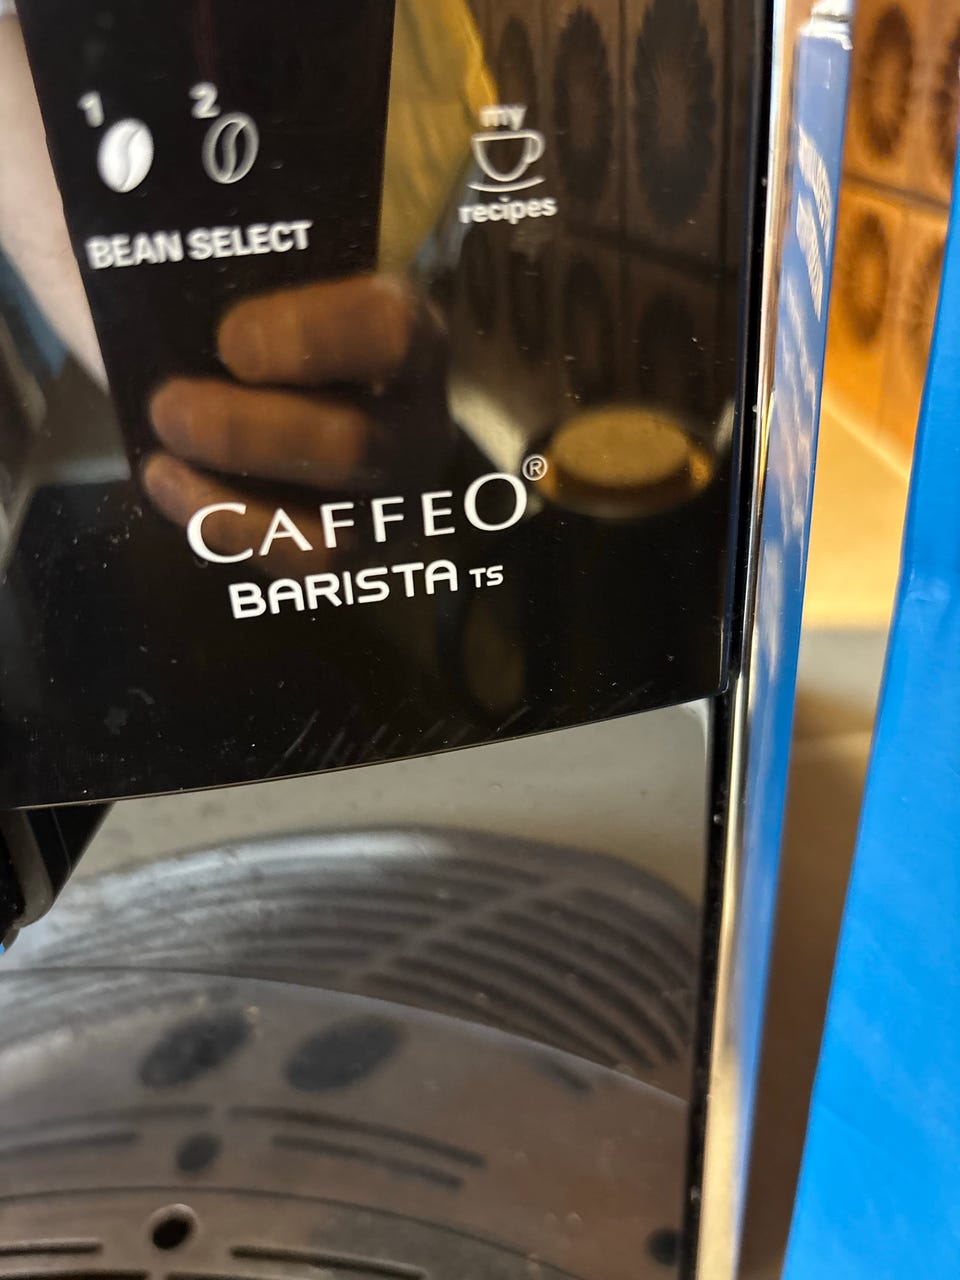 1 2
BEAN SELECT
my
recipes
CAFFEO®
BARISTA TS